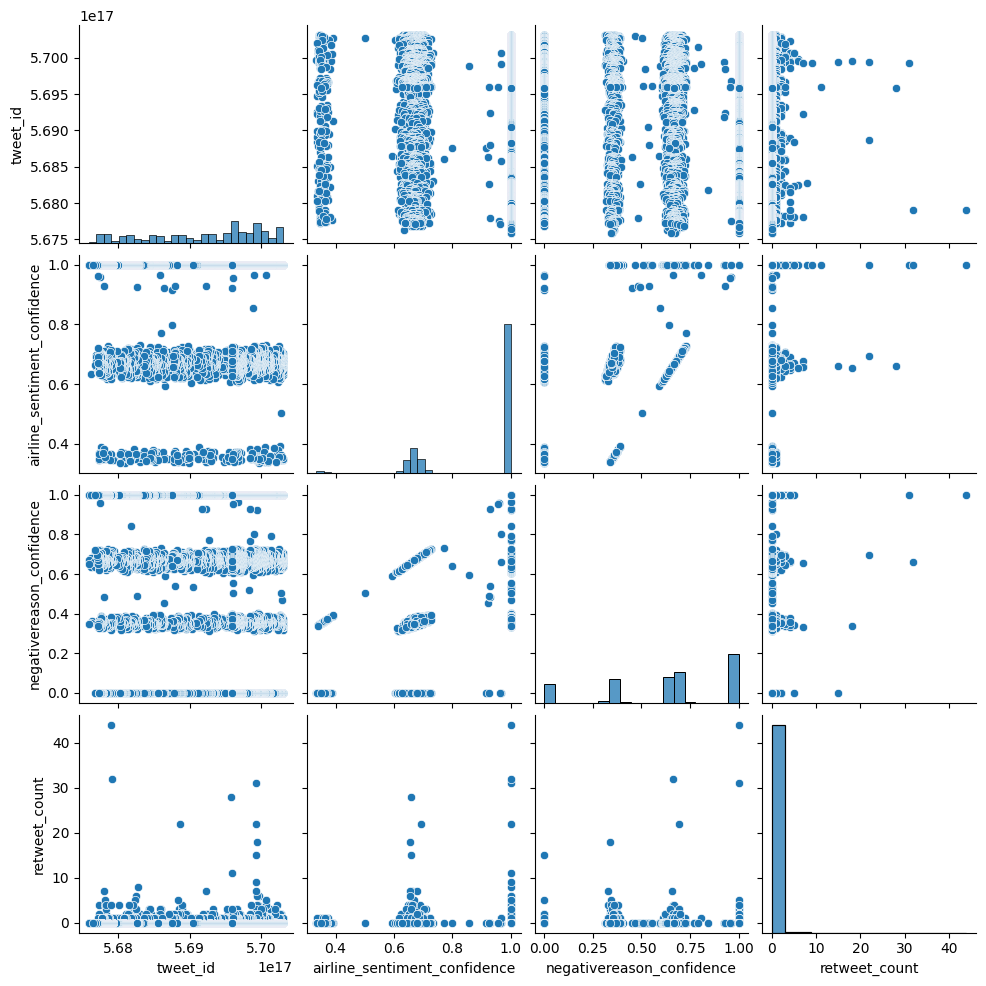 1e17
5.700
5.695
5.690
5.685
5.680
5.675
tweet_id
1.0
0.8
0.6
0.4
airline_sentiment_confidence
1.0
0.8
0.6
0.4
0.2
0.0
negativereason_confidence
40
30
20
10
0
retweet_count
5.68 5.69 5.70
1e17
tweet_id
0.4 0.6 0.8 1.0
airline_sentiment_confidence
0.00 0.25 0.50 0.75 1.00
negativereason_confidence
0 20 40
retweet_count